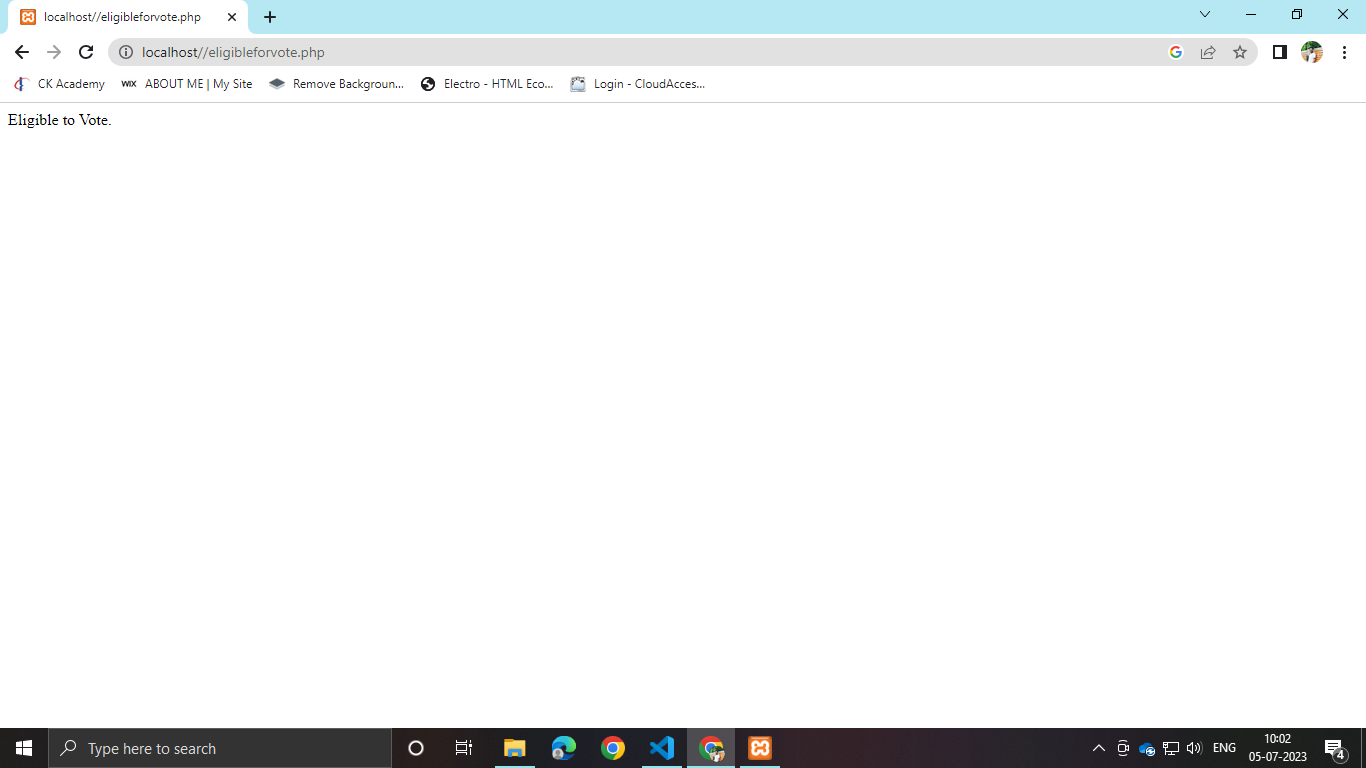 localhost//eligibleforvote.php
localhost//eligibleforvote.php
CK Academy WIX ABOUT ME | My Site Remove Backgroun... Electro - HTML Eco... Login - CloudAcces...
Eligible to Vote.
Type here to search
ENG
10:02
05-07-2023
4